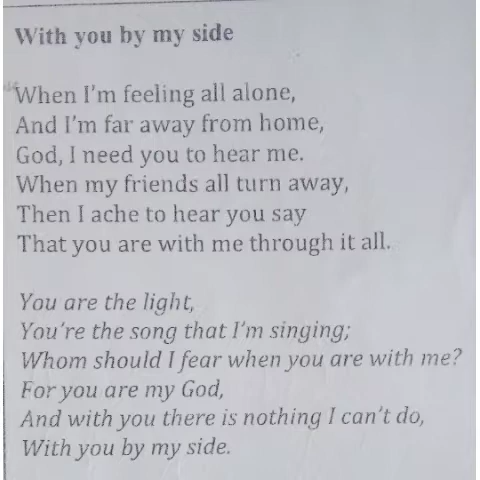 With you by my side
When I'm feeling all alone,
And I'm far away from home,
God, I need you to hear me.
When my friends all turn away,
Then I ache to hear you say
That you are with me through it all.
You are the light,
You're the song that I'm singing;
Whom should I fear when you are with me?
For you are my God,
And with you there is nothing I can't do,
With you by my side.